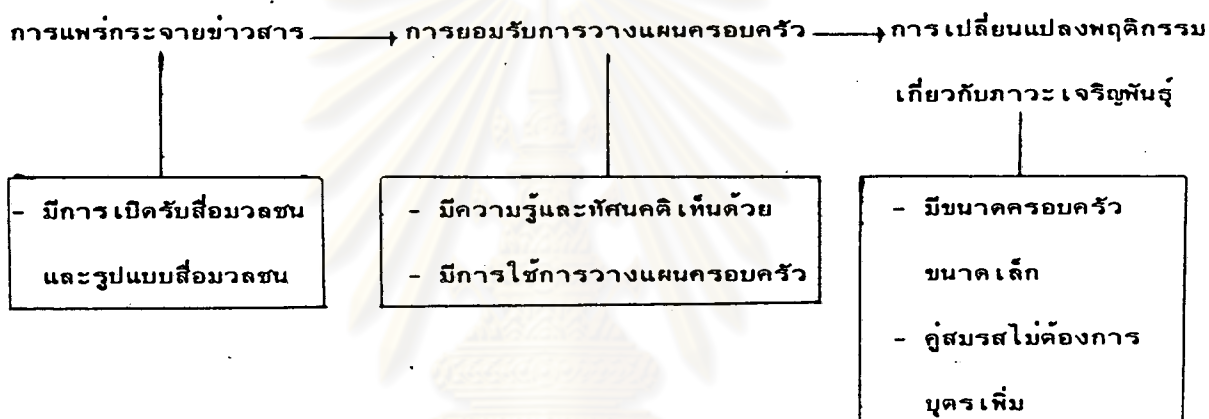 การแพร่กระจายข่าวสาร → การยอมรับการวางแผนครอบครัว → การเปลี่ยนแปลงพฤติกรรม
เกี่ยวกับภาวะเจริญพันธุ์
- มีการเปิดรับสื่อมวลชน
และรูปแบบสื่อมวลชน
- มีความรู้และทัศนคติเห็นด้วย
- มีการใช้การวางแผนครอบครัว
- มีขนาดครอบครัว
ขนาดเล็ก
- คู่สมรสไม่ต้องการ
บุตรเพิ่ม